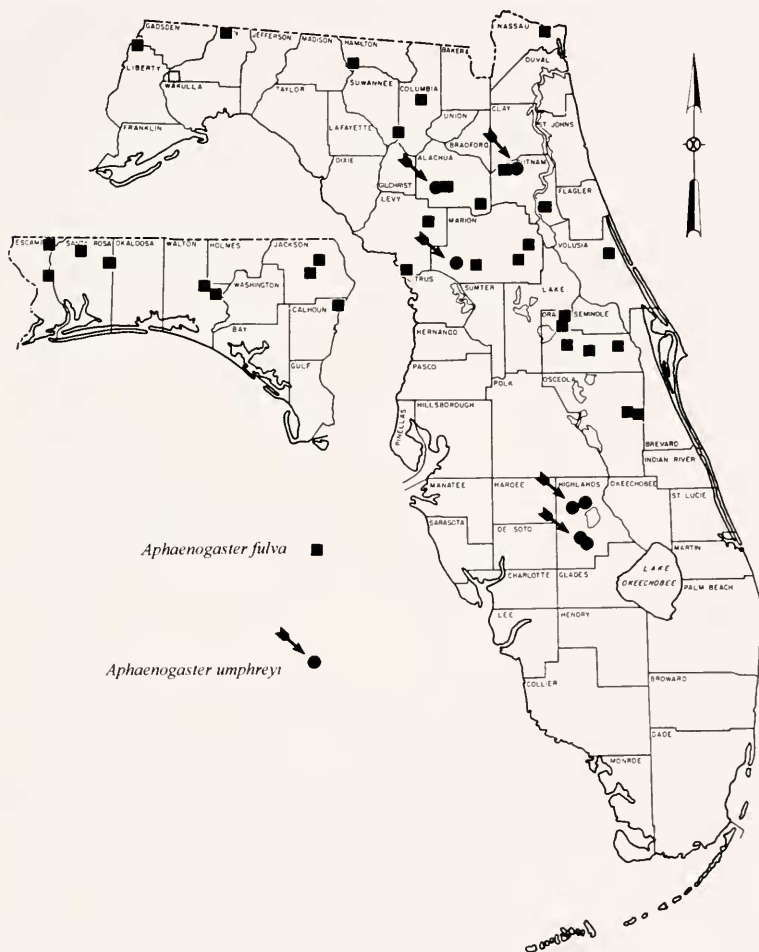 GADSDEN
JEFFERSON
MADISON
HAMILTON
NASSAU
BAKER
DUVAL
LIBERTY
WAKULLA
TAYLOR
SUWANNEE
COLUMBIA
UNION
CLAY
ST JOHNS
FRANKLIN
LAFAYETTE
BRADFORD
DIXIE
ALACHUA
GILCHRIST
FLAGLER
LEVY
MARION
VOLUSIA
SANTA ROSA
OKALOOSA
WALTON
HOLMES
JACKSON
WASHINGTON
CALHOUN
BAY
GULF
SUMTER
LAKE
SEMINOLE
HERNANDO
PASCO
POLK
OSCEOLA
HILLSBOROUGH
PINELLAS
BREVARD
INDIAN RIVER
MANATEE
HARDEE
HIGHLANDS
OKEECHOBEE
ST LUCIE
SARASOTA
DE SOTO
MARTIN
Aphaenogaster fulva
CHARLOTTE
GLADES
LAKE
OKEECHOBEE
PALM BEACH
LEE
HENDRY
Aphaenogaster umphreyi
COLLIER
BROWARD
DADE
MONROE